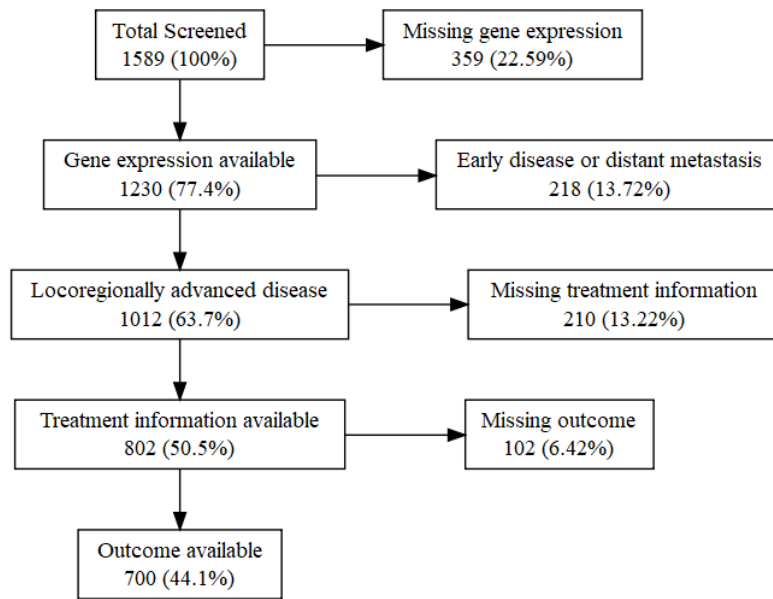 Total Screened
1589 (100%)
Missing gene expression
359 (22.59%)
Gene expression available
1230 (77.4%)
Early disease or distant metastasis
218 (13.72%)
Locoregionally advanced disease
1012 (63.7%)
Missing treatment information
210 (13.22%)
Treatment information available
802 (50.5%)
Missing outcome
102 (6.42%)
Outcome available
700 (44.1%)